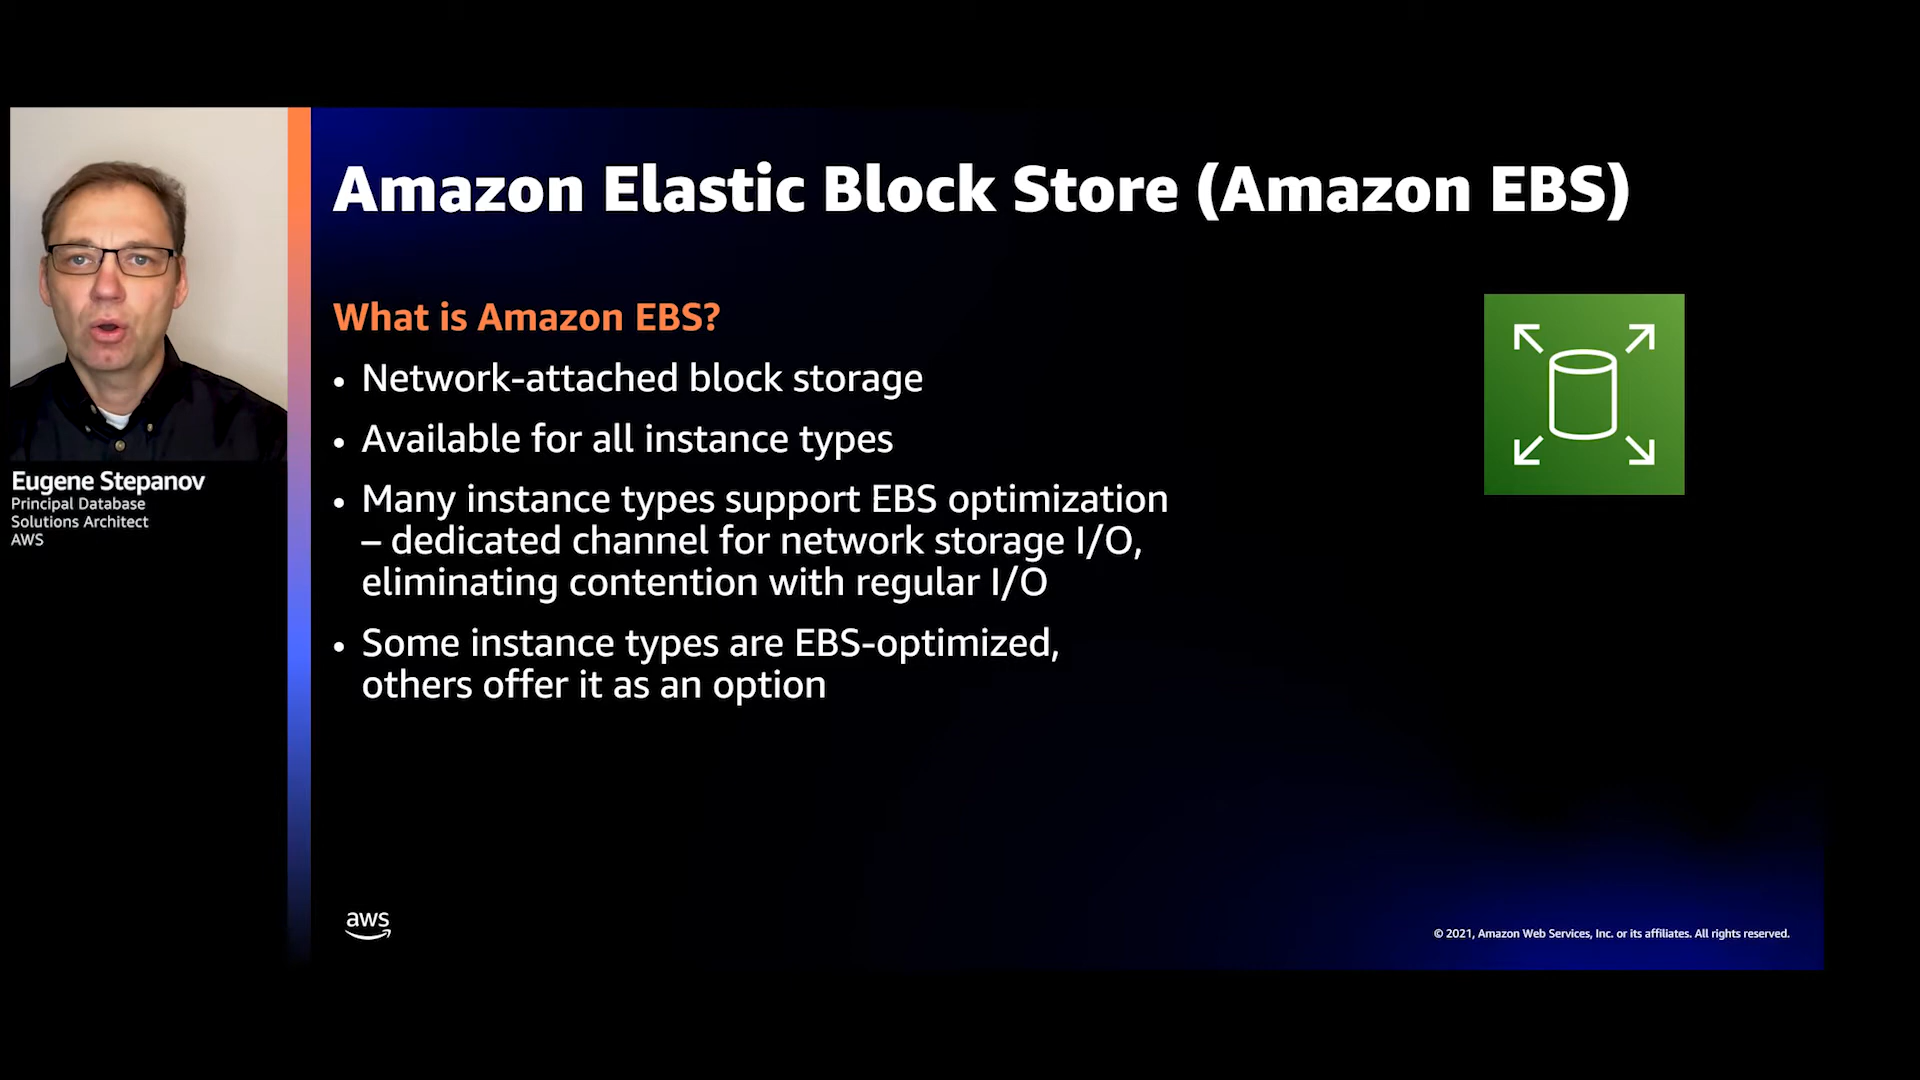 Amazon Elastic Block Store (Amazon EBS)
What is Amazon EBS?
• Network-attached block storage
• Available for all instance types
• Many instance types support EBS optimization
– dedicated channel for network storage I/O,
eliminating contention with regular I/O
• Some instance types are EBS-optimized,
others offer it as an option
Eugene Stepanov
Principal Database
Solutions Architect
AWS
aws
© 2021, Amazon Web Services, Inc. or its affiliates. All rights reserved.